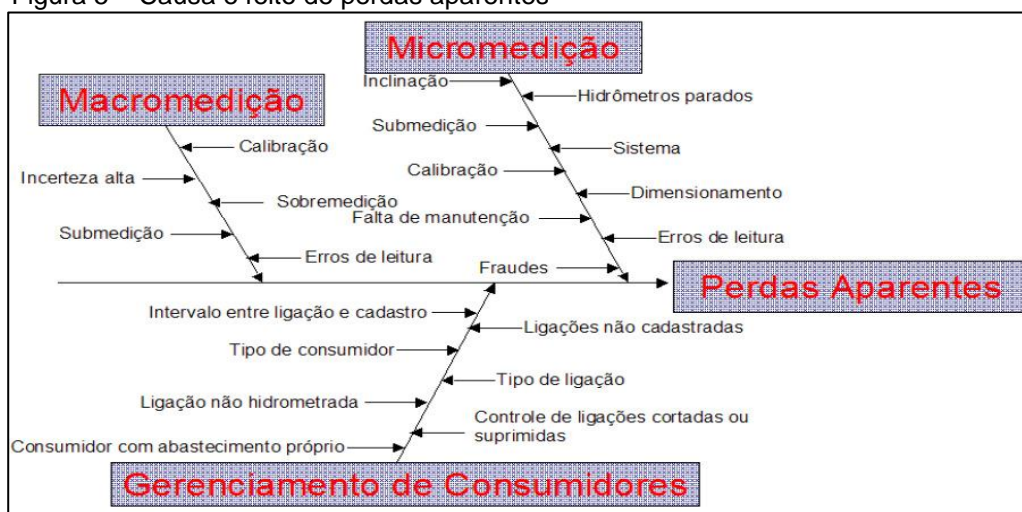 Micromedição
Inclinação
Hidrômetros parados
Macromedição
Submedição
Calibração
Sistema
Calibração
Incerteza alta
Dimensionamento
Sobremedição
Falta de manutenção
Submedição
Erros de leitura
Erros de leitura
Fraudes
Perdas Aparentes
Intervalo entre ligação e cadastro
Ligações não cadastradas
Tipo de consumidor
Tipo de ligação
Ligação não hidrometrada
Controle de ligações cortadas ou
suprimidas
Consumidor com abastecimento próprio
Gerenciamento de Consumidores